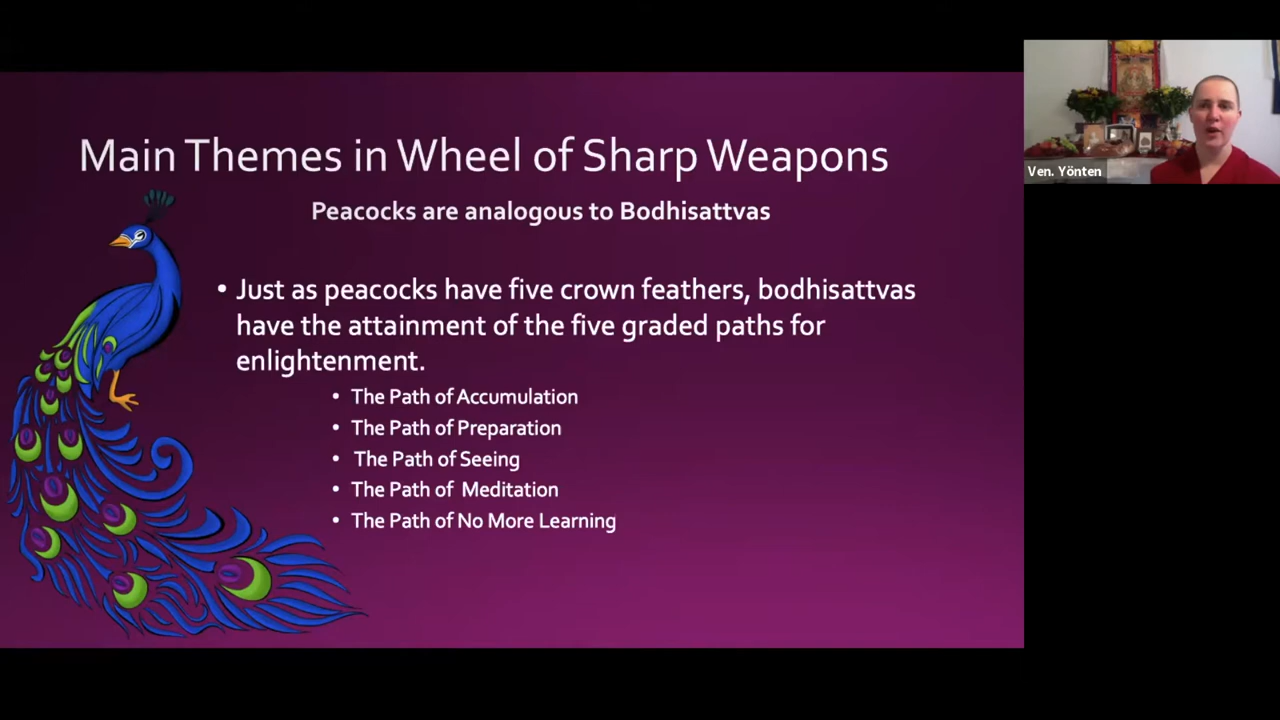 Main Themes in Wheel of Sharp Weapons
Peacocks are analogous to Bodhisattvas
• Just as peacocks have five crown feathers, bodhisattvas
have the attainment of the five graded paths for
enlightenment.
• The Path of Accumulation
• The Path of Preparation
• The Path of Seeing
• The Path of Meditation
• The Path of No More Learning
Ven. Yönten